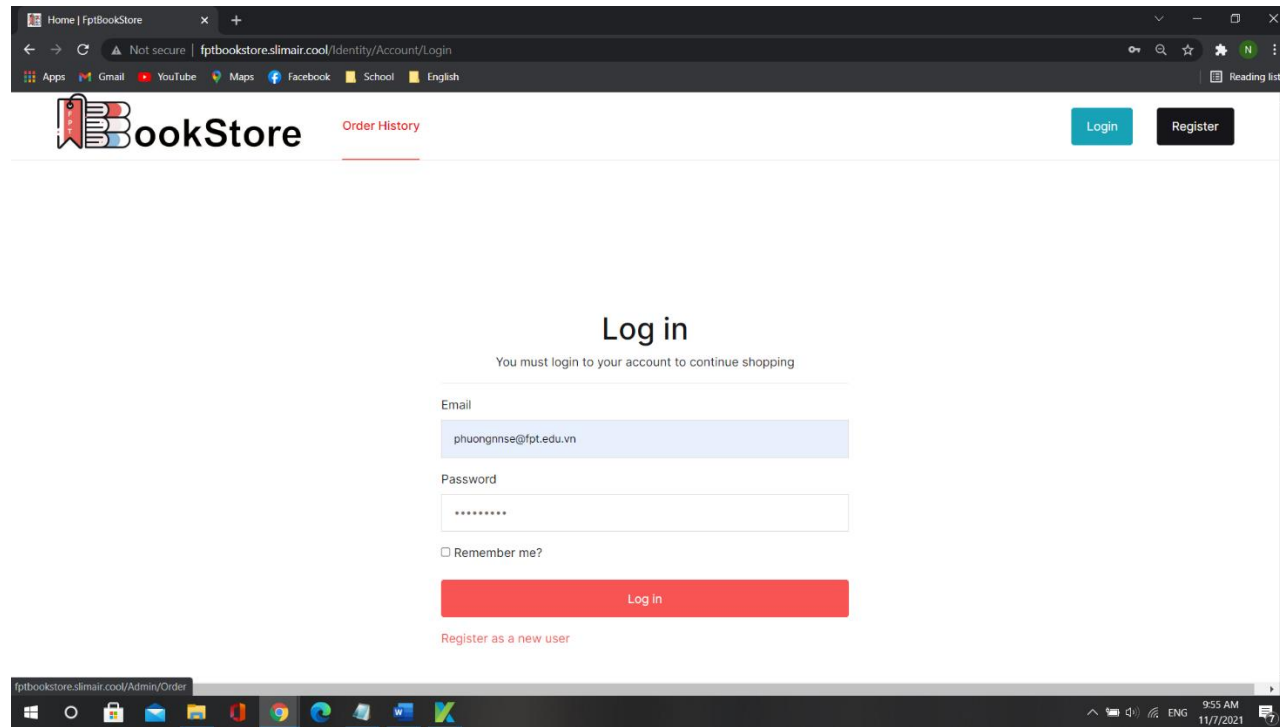 Home | FptBookStore
Not secure | fptbookstore.slimair.cool/Identity/Account/Login
N
Apps Gmail YouTube Maps Facebook School English Reading list
FPT BookStore Order History Login Register
Log in
You must login to your account to continue shopping
Email
phuongnnse@fpt.edu.vn
Password
•••••••••
Remember me?
Log in
Register as a new user
fptbookstore.slimair.cool/Admin/Order
ENG 9:55 AM
11/7/2021
7